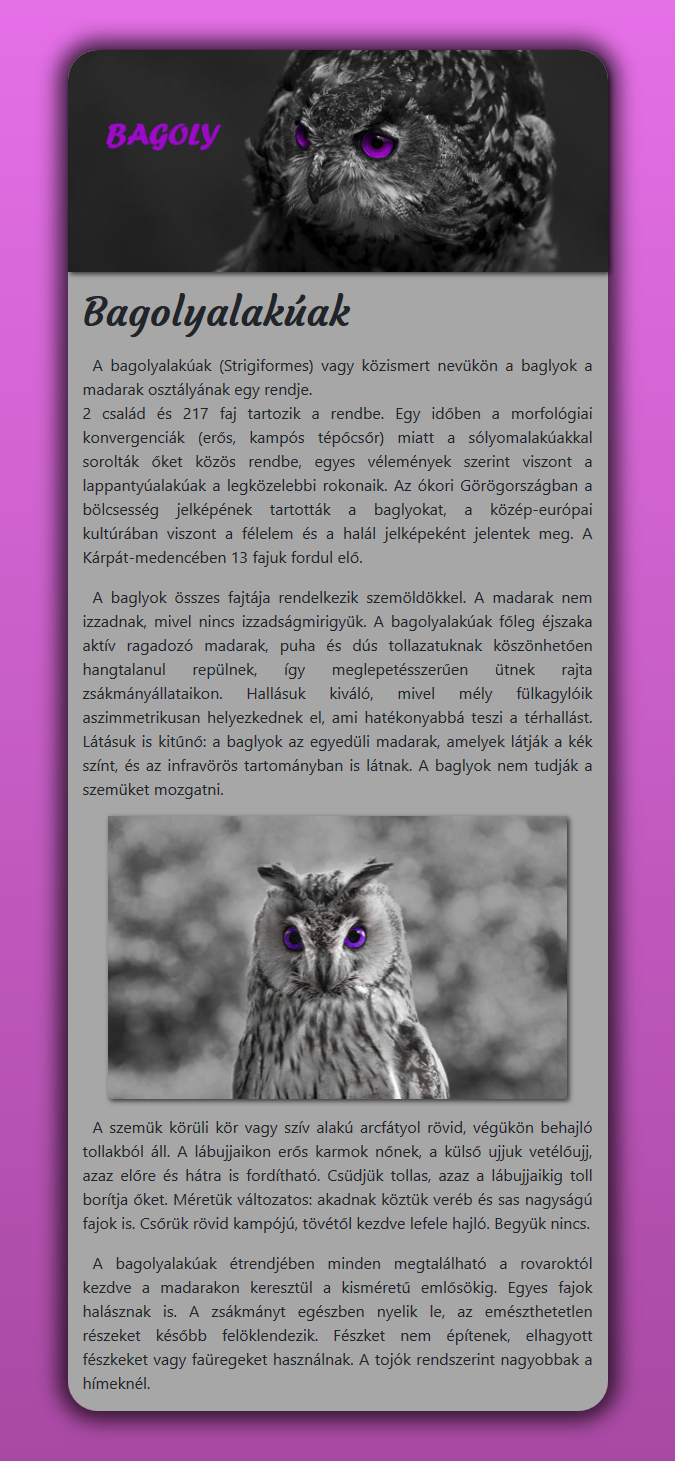 BAGOLY
Bagolyalakúak
A bagolyalakúak (Strigiformes) vagy közismert nevükön a baglyok a
madarak osztályának egy rendje.
2 család és 217 faj tartozik a rendbe. Egy időben a morfológiai
konvergenciák (erős, kampós tépőcsőr) miatt a sólyomalakúakkal
sorolták őket közös rendbe, egyes vélemények szerint viszont a
lappantyúalakúak a legközelebbi rokonaik. Az ókori Görögországban a
bölcsesség jelképének tartották a baglyokat, a közép-európai
kultúrában viszont a félelem és a halál jelképeként jelentek meg. A
Kárpát-medencében 13 fajuk fordul elő.
A baglyok összes fajtája rendelkezik szemöldökkel. A madarak nem
izzadnak, mivel nincs izzadságmirigyük. A bagolyalakúak főleg éjszaka
aktív ragadozó madarak, puha és dús tollazatuknak köszönhetően
hangtalanul repülnek, így meglepetésszerűen ütnek rajta
zsákmányállataikon. Hallásuk kiváló, mivel mély fülkagylóik
aszimmetrikusan helyezkednek el, ami hatékonyabbá teszi a térhallást.
Látásuk is kitűnő: a baglyok az egyedüli madarak, amelyek látják a kék
színt, és az infravörös tartományban is látnak. A baglyok nem tudják a
szemüket mozgatni.
A szemük körüli kör vagy szív alakú arcfátyol rövid, végükön behajló
tollakból áll. A lábujjaikon erős karmok nőnek, a külső ujjuk vetélőujj,
azaz előre és hátra is fordítható. Csüdjük tollas, azaz a lábujjaikig toll
borítja őket. Méretük változatos: akadnak köztük veréb és sas nagyságú
fajok is. Csőrük rövid kampójú, tövétől kezdve lefele hajló. Begyük nincs.
A bagolyalakúak étrendjében minden megtalálható a rovaroktól
kezdve a madarakon keresztül a kisméretű emlősökig. Egyes fajok
halásznak is. A zsákmányt egészben nyelik le, az emészthetetlen
részeket később felöklendezik. Fészket nem építenek, elhagyott
fészkeket vagy faüregeket használnak. A tojók rendszerint nagyobbak a
hímeknél.